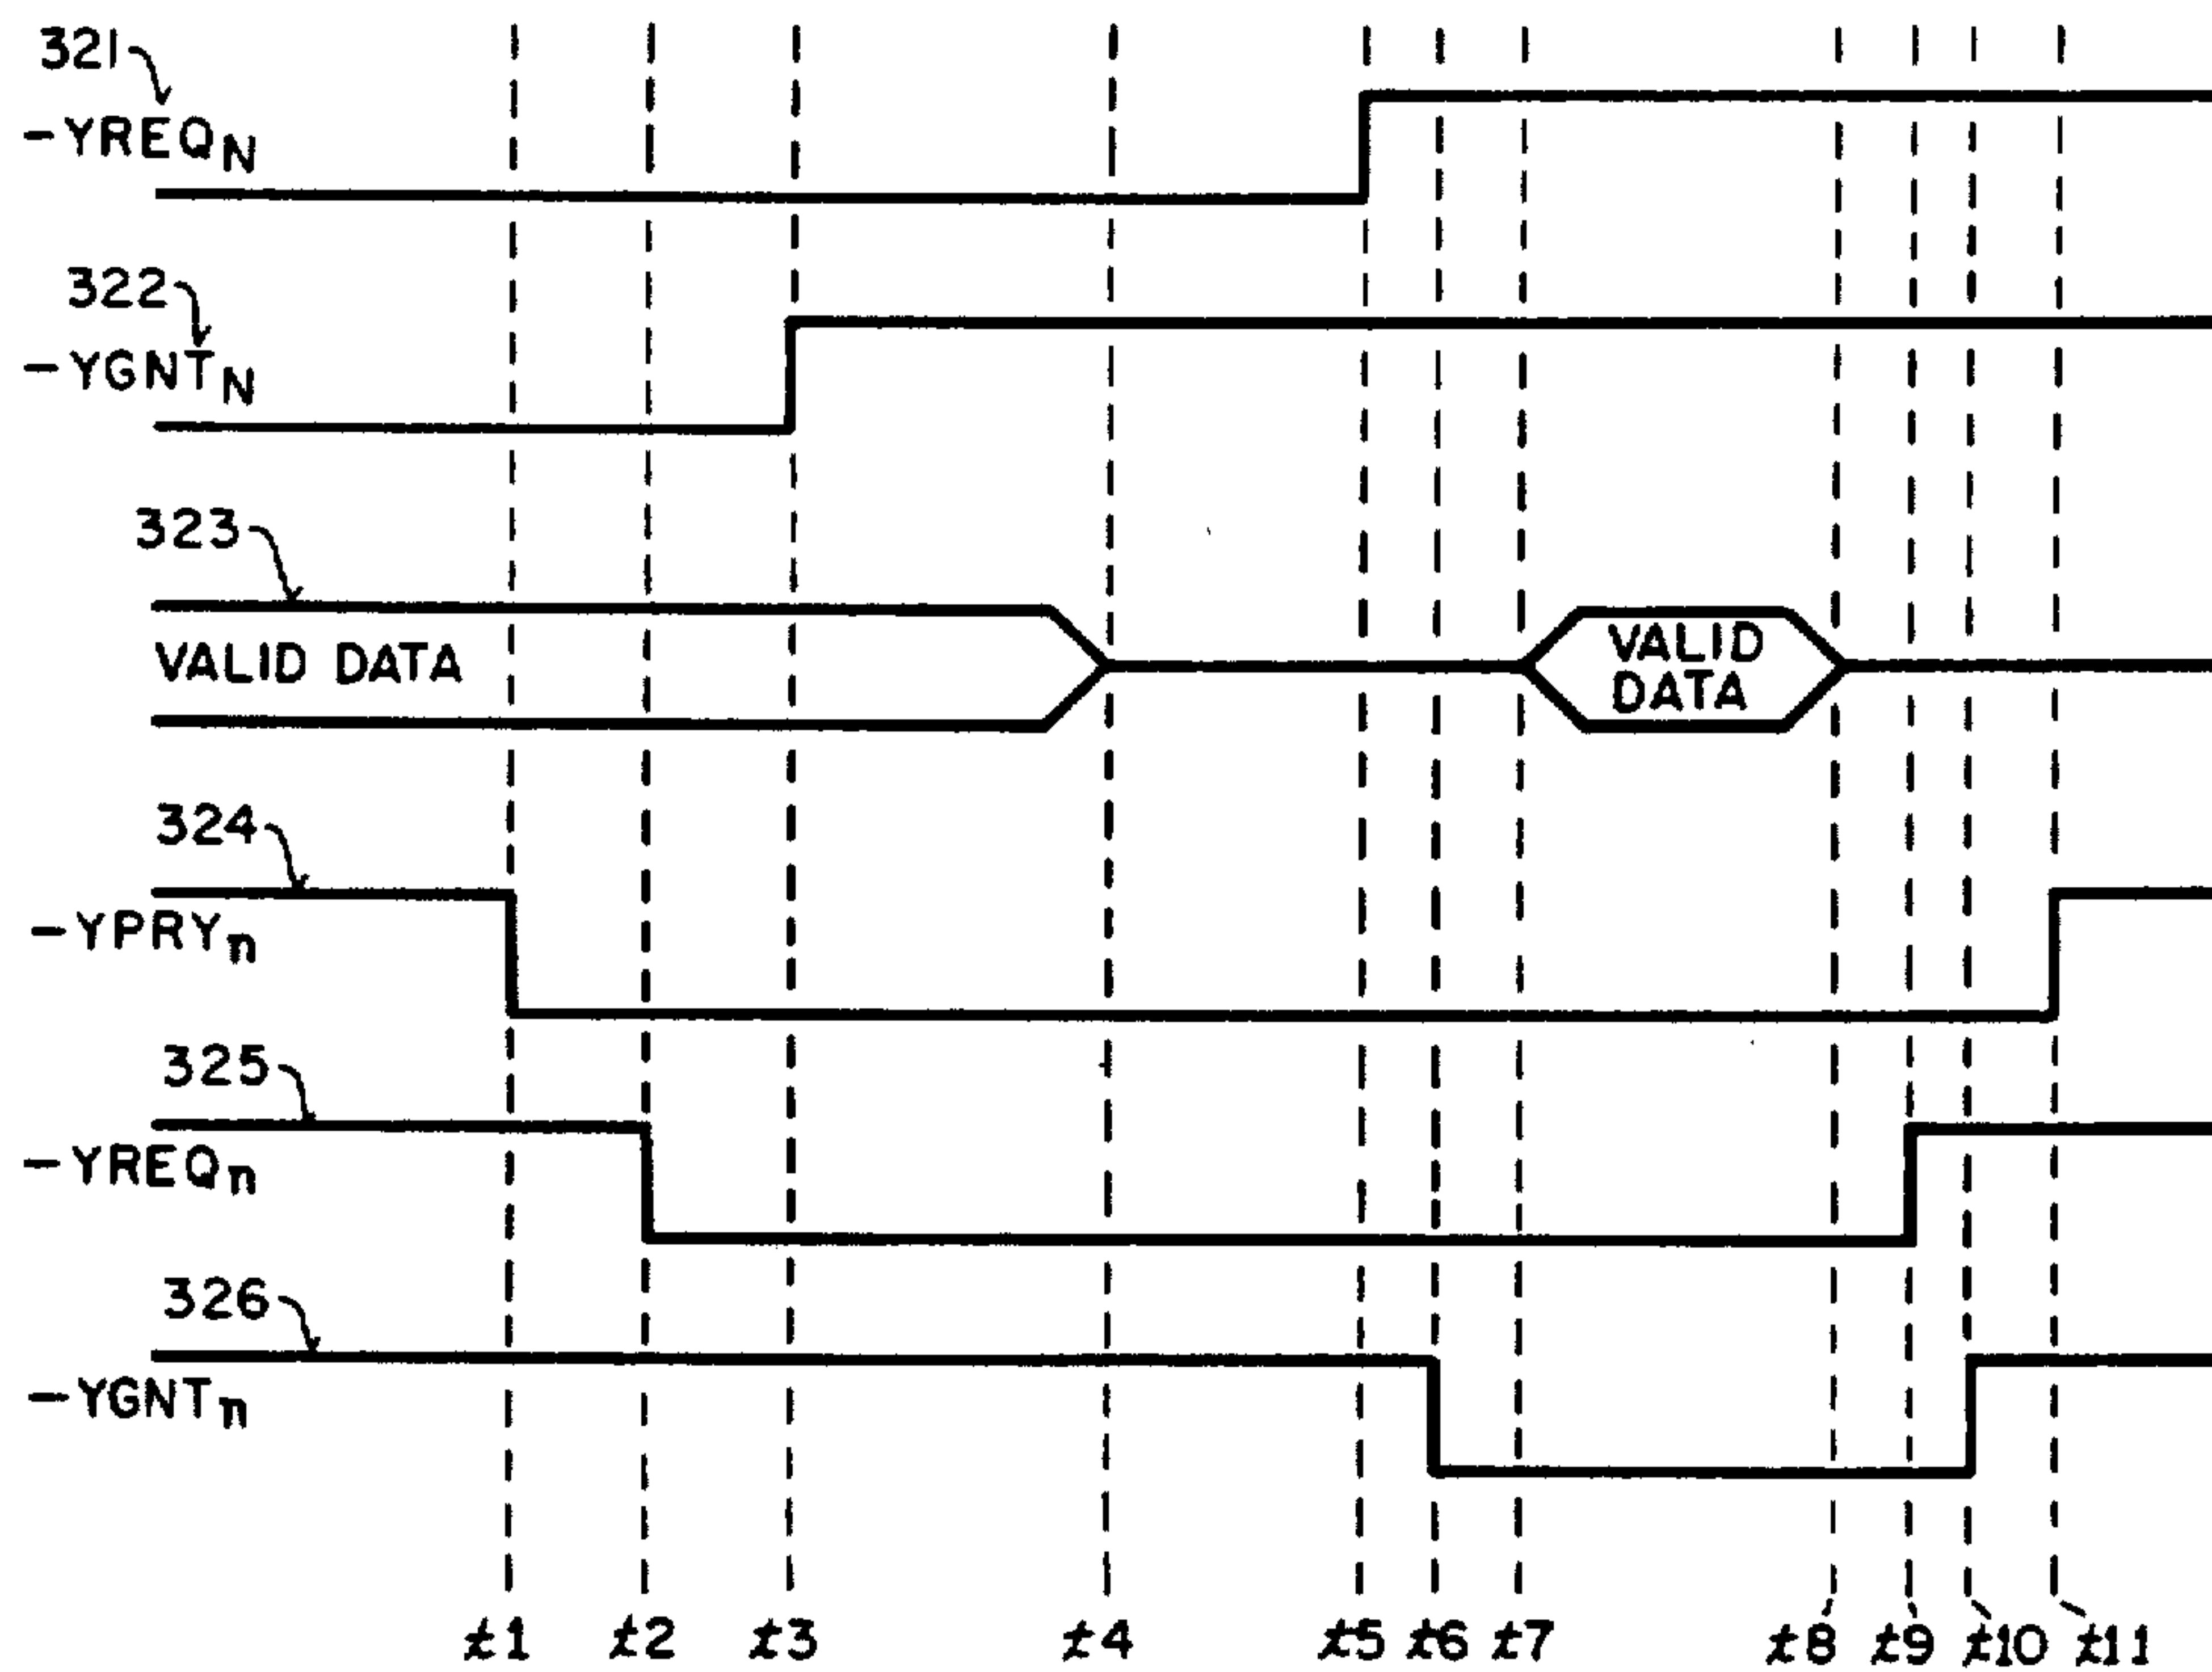 321
-YREQN
322
-YGNTN
323
VALID DATA
VALID
DATA
324
-YPRYn
325
-YREQn
326
-YGNTn
t1 t2 t3 t4 t5 t6 t7 t8 t9 t10 t11